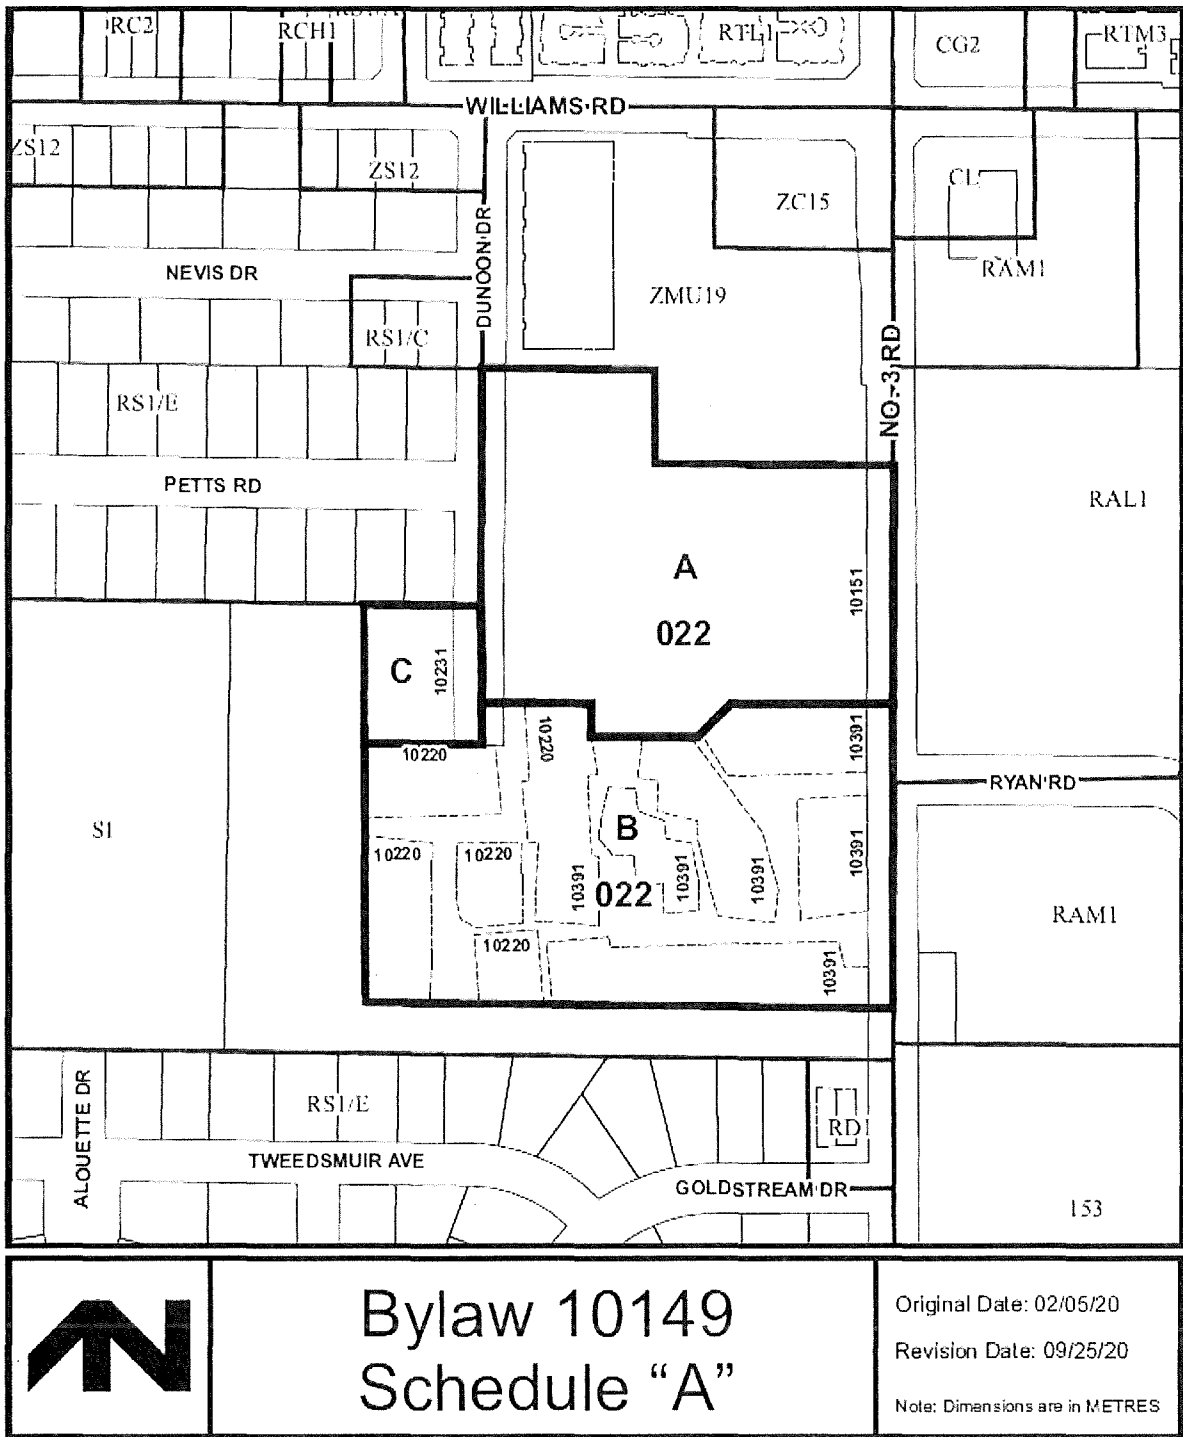 RC2
RCH1
RTL1
CG2
RTM3
WILLIAMS RD
ZS12
ZS12
ZC15
CL
NEVIS DR
DUNOON DR
ZMU19
RAM1
RS1/C
NO. 3 RD
RS1/E
PETTS RD
RAL1
A
022
10151
C
10231
10220
10220
10391
RYAN RD
S1
B
022
10220
10220
10391
10391
10391
10391
10220
10391
RAM1
ALOUETTE DR
RS1/E
RD1
TWEEDSMUIR AVE
GOLDSTREAM DR
153
Bylaw 10149
Schedule “A”
Original Date: 02/05/20
Revision Date: 09/25/20
Note: Dimensions are in METRES